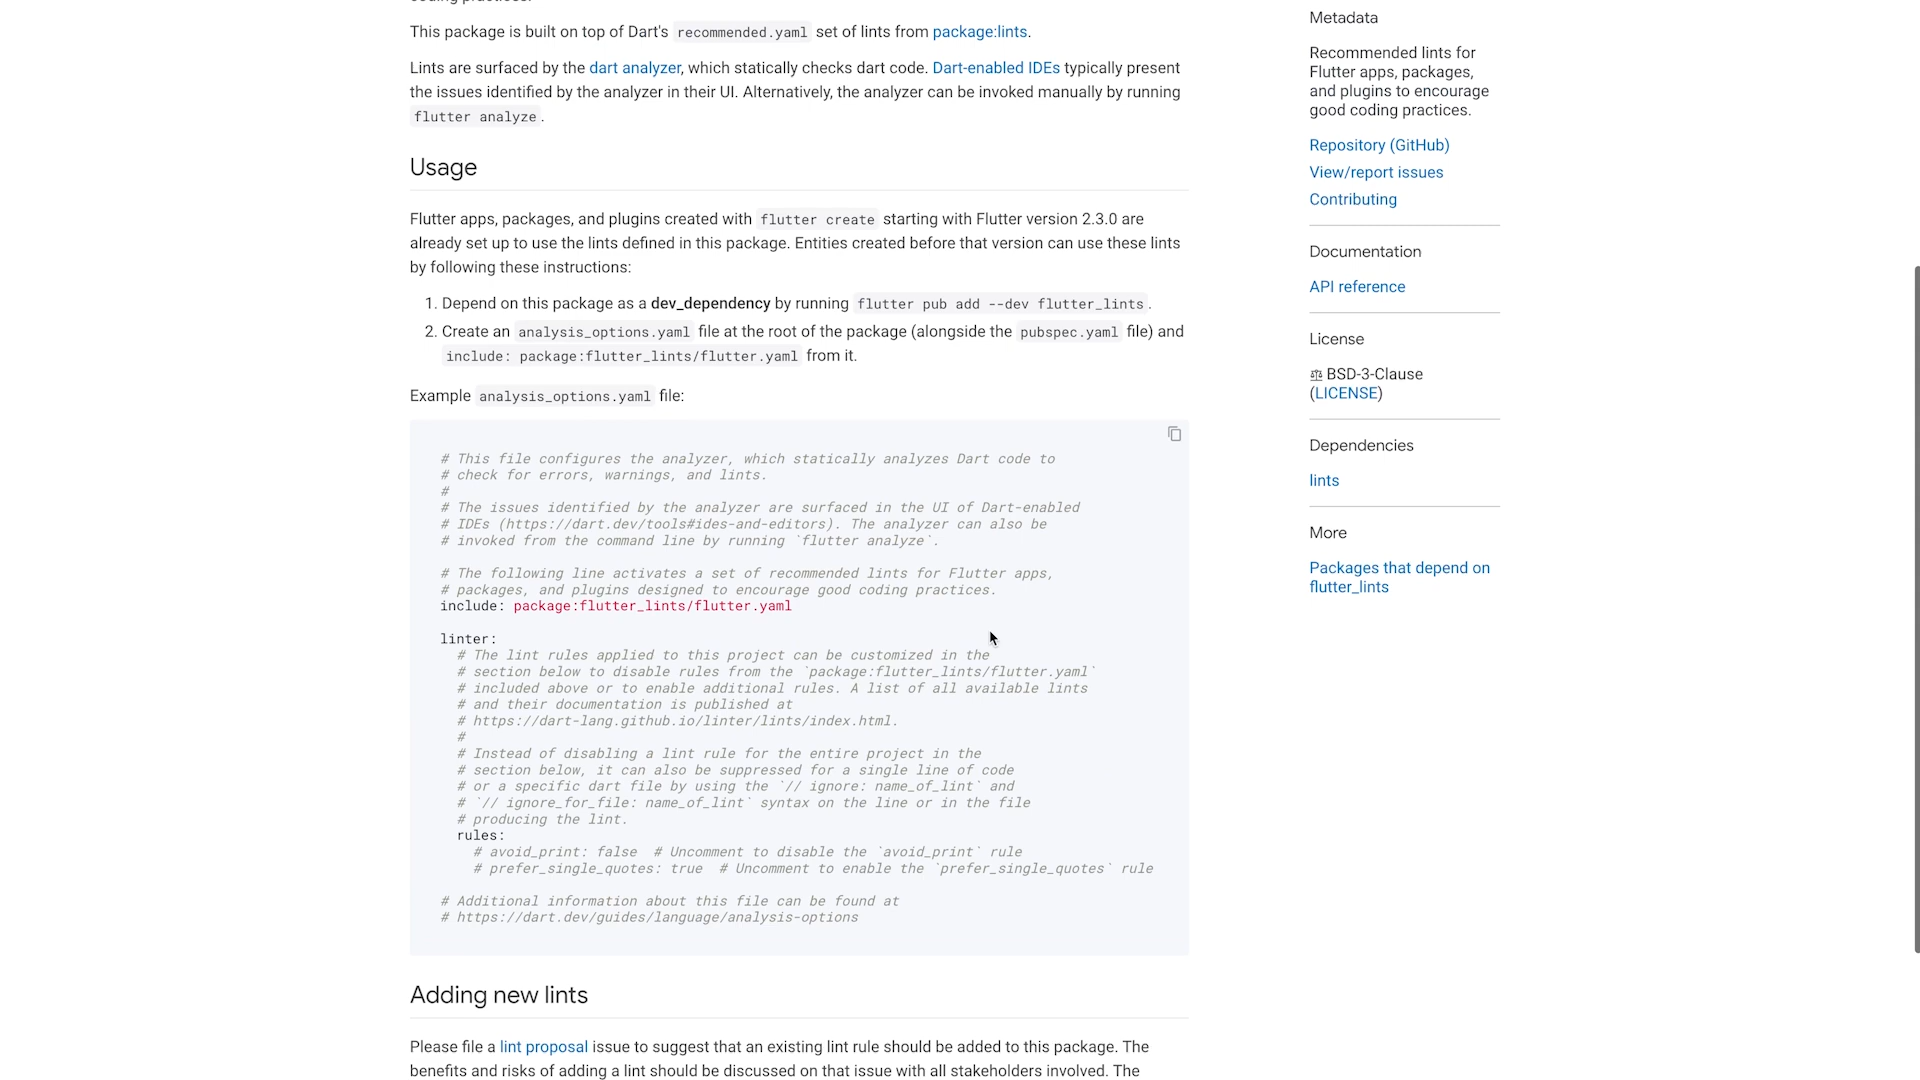 This package is built on top of Dart's recommended.yaml set of lints from package:lints.
Lints are surfaced by the dart analyzer, which statically checks dart code. Dart-enabled IDEs typically present
the issues identified by the analyzer in their UI. Alternatively, the analyzer can be invoked manually by running
flutter analyze.
Usage
Flutter apps, packages, and plugins created with flutter create starting with Flutter version 2.3.0 are
already set up to use the lints defined in this package. Entities created before that version can use these lints
by following these instructions:
1. Depend on this package as a dev_dependency by running flutter pub add --dev flutter_lints.
2. Create an analysis_options.yaml file at the root of the package (alongside the pubspec.yaml file) and
include: package:flutter_lints/flutter.yaml from it.
Example analysis_options.yaml file:
# This file configures the analyzer, which statically analyzes Dart code to
# check for errors, warnings, and lints.
#
# The issues identified by the analyzer are surfaced in the UI of Dart-enabled
# IDEs (https://dart.dev/tools#ides-and-editors). The analyzer can also be
# invoked from the command line by running `flutter analyze`.
# The following line activates a set of recommended lints for Flutter apps,
# packages, and plugins designed to encourage good coding practices.
include: package:flutter_lints/flutter.yaml
linter:
# The lint rules applied to this project can be customized in the
# section below to disable rules from the `package:flutter_lints/flutter.yaml`
# included above or to enable additional rules. A list of all available lints
# and their documentation is published at
# https://dart-lang.github.io/linter/lints/index.html.
#
# Instead of disabling a lint rule for the entire project in the
# section below, it can also be suppressed for a single line of code
# or a specific dart file by using the `// ignore: name_of_lint` and
# `// ignore_for_file: name_of_lint` syntax on the line or in the file
# producing the lint.
rules:
# avoid_print: false  # Uncomment to disable the `avoid_print` rule
# prefer_single_quotes: true  # Uncomment to enable the `prefer_single_quotes` rule
# Additional information about this file can be found at
# https://dart.dev/guides/language/analysis-options
Adding new lints
Please file a lint proposal issue to suggest that an existing lint rule should be added to this package. The
benefits and risks of adding a lint should be discussed on that issue with all stakeholders involved. The
Metadata
Recommended lints for
Flutter apps, packages,
and plugins to encourage
good coding practices.
Repository (GitHub)
View/report issues
Contributing
Documentation
API reference
License
BSD-3-Clause
(LICENSE)
Dependencies
lints
More
Packages that depend on
flutter_lints